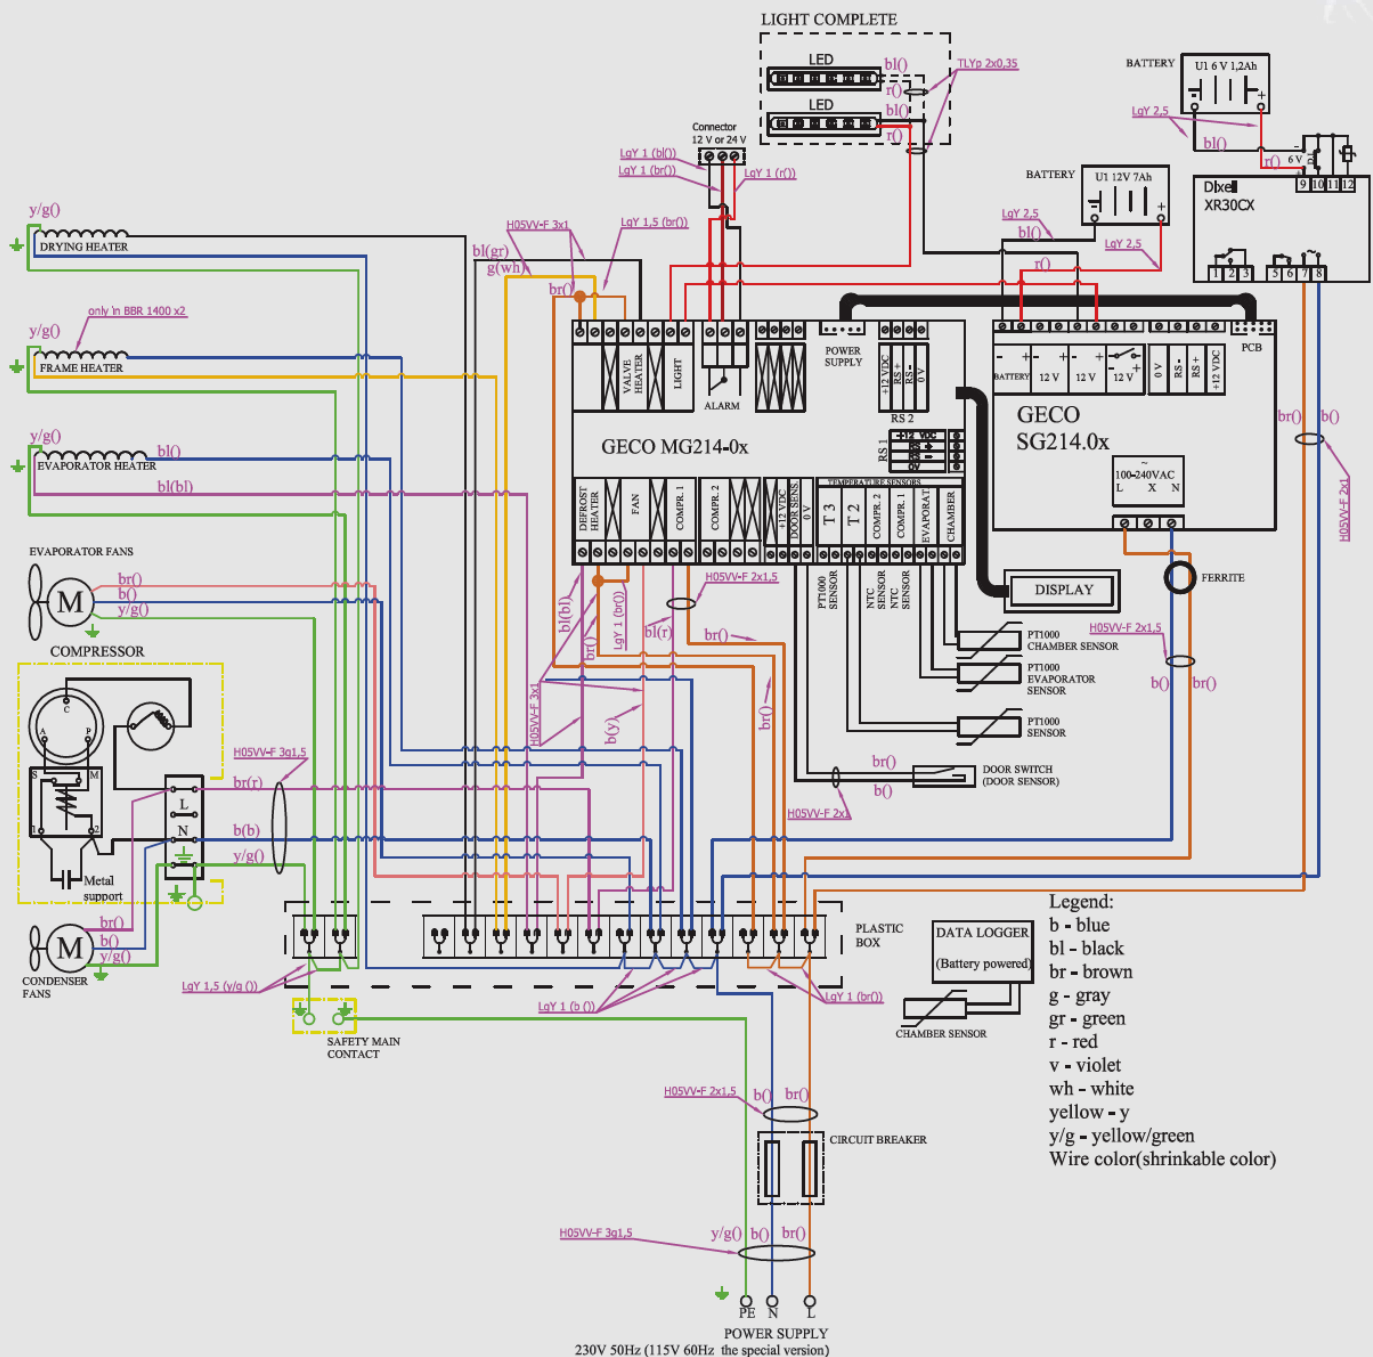 LIGHT COMPLETE
LED
bl()
r()
LED
bl()
r()
TLYp 2x0,35
BATTERY
U1 6 V 1,2Ah
+
LgY 2,5
bl()
r()
6 V
-
+
9 10 11 12
Dixell
XR30CX
1 2 3
5 6 7 8
Connector
12 V or 24 V
LgY 1 (bl())
LgY 1 (br())
LgY 1 (r())
BATTERY
U1 12V 7Ah
+
LgY 2,5
bl()
LgY 2,5
r()
y/g()
DRYING HEATER
H05VV-F 3x1
LgY 1,5 (br())
bl(gr)
g(wh)
br()
only in BBR 1400 x2
y/g()
FRAME HEATER
y/g()
EVAPORATOR HEATER
bl()
bl(bl)
VALVE
HEATER
LIGHT
ALARM
POWER
SUPPLY
+12 VDC
RS +
RS -
0 V
RS 2
RS 1
+12 VDC
0V
GECO MG214-0x
PCB
- +
BATTERY
- +
12 V
- +
12 V
- +
12 V
0 V
RS -
RS +
+12 VDC
GECO
SG214.0x
~
100-240VAC
L X N
br()
b()
H05VV-F 2x1
DEFROST
HEATER
FAN
COMPR. 1
COMPR. 2
+12 VDC
DOOR SENS.
0 V
TEMPERATURE SENSORS
T 3
T 2
COMPR. 2
COMPR. 1
EVAPORAT.
CHAMBER
PT1000
SENSOR
NTC
SENSOR
NTC
SENSOR
DISPLAY
FERRITE
EVAPORATOR FANS
M
br()
b()
y/g()
H05VV-F 2x1,5
bl(bl)
br()
LgY 1 (br())
bl(r)
br()
PT1000
CHAMBER SENSOR
PT1000
EVAPORATOR
SENSOR
PT1000
SENSOR
H05VV-F 2x1,5
b()
br()
H05VV-F 3x1
b(y)
br()
DOOR SWITCH
(DOOR SENSOR)
br()
b()
H05VV-F 2x1
COMPRESSOR
C
A
P
S
M
1
2
L
N
Metal
support
H05VV-F 3g1,5
br(r)
b(b)
y/g()
br()
M
b()
y/g()
CONDENSER
FANS
PLASTIC
BOX
LgY 1,5 (y/g ())
LgY 1 (b ())
LgY 1 (br())
SAFETY MAIN
CONTACT
DATA LOGGER
(Battery powered)
CHAMBER SENSOR
Legend:
b - blue
bl - black
br - brown
g - gray
gr - green
r - red
v - violet
wh - white
yellow - y
y/g - yellow/green
Wire color(shrinkable color)
H05VV-F 2x1,5
b()
br()
CIRCUIT BREAKER
H05VV-F 3g1,5
y/g()
b()
br()
PE
N
L
POWER SUPPLY
230V 50Hz (115V 60Hz the special version)